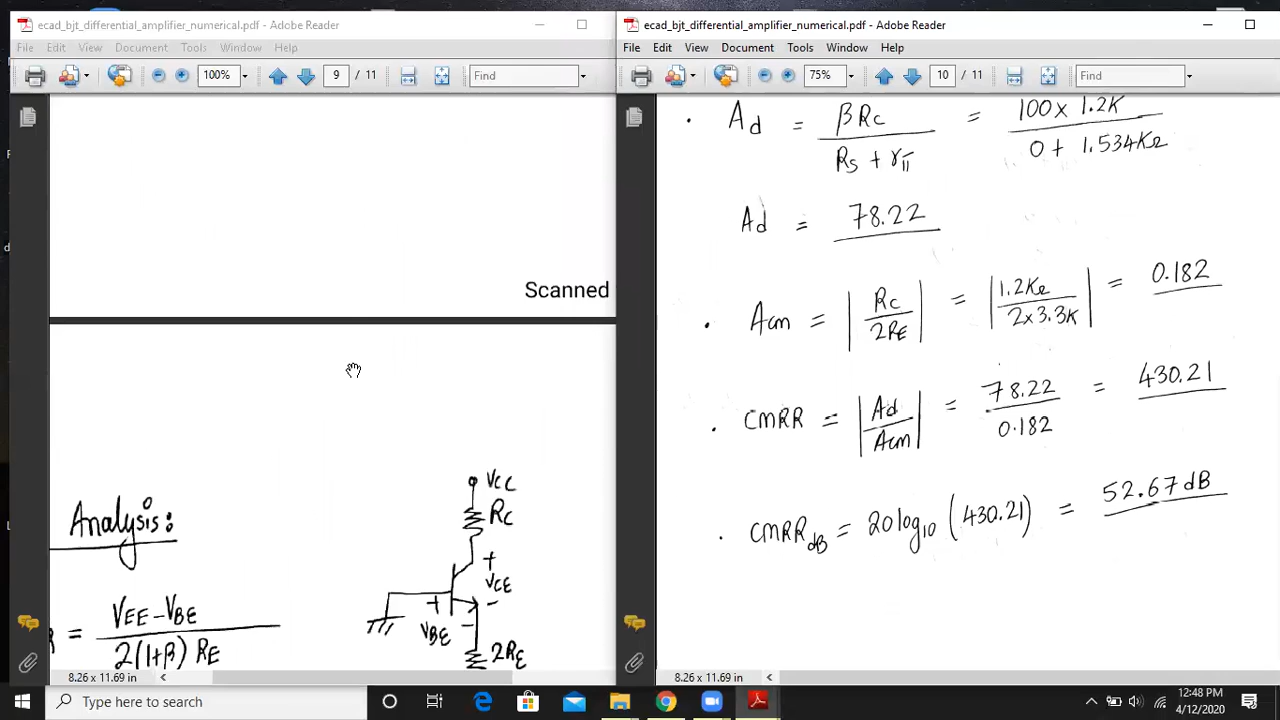 ecad_bjt_differential_amplifier_numerical.pdf - Adobe Reader
File Edit View Document Tools Window Help
100% 9 / 11 Find
Scanned
Analysis:
= VEE - VBE / 2(1+β) RE
VCC
RC
+
VCE
-
+
VBE -
2RE
8.26 x 11.69 in
ecad_bjt_differential_amplifier_numerical.pdf - Adobe Reader
File Edit View Document Tools Window Help
75% 10 / 11 Find
. Ad = βRc / Rs + rπ = 100 x 1.2K / 0 + 1.534KΩ
Ad = 78.22
. Acm = |Rc / 2RE| = |1.2KΩ / 2x3.3K| = 0.182
. CMRR = |Ad / Acm| = 78.22 / 0.182 = 430.21
. CMRRdB = 20log10 (430.21) = 52.67dB
8.26 x 11.69 in
Type here to search
12:48 PM
4/12/2020